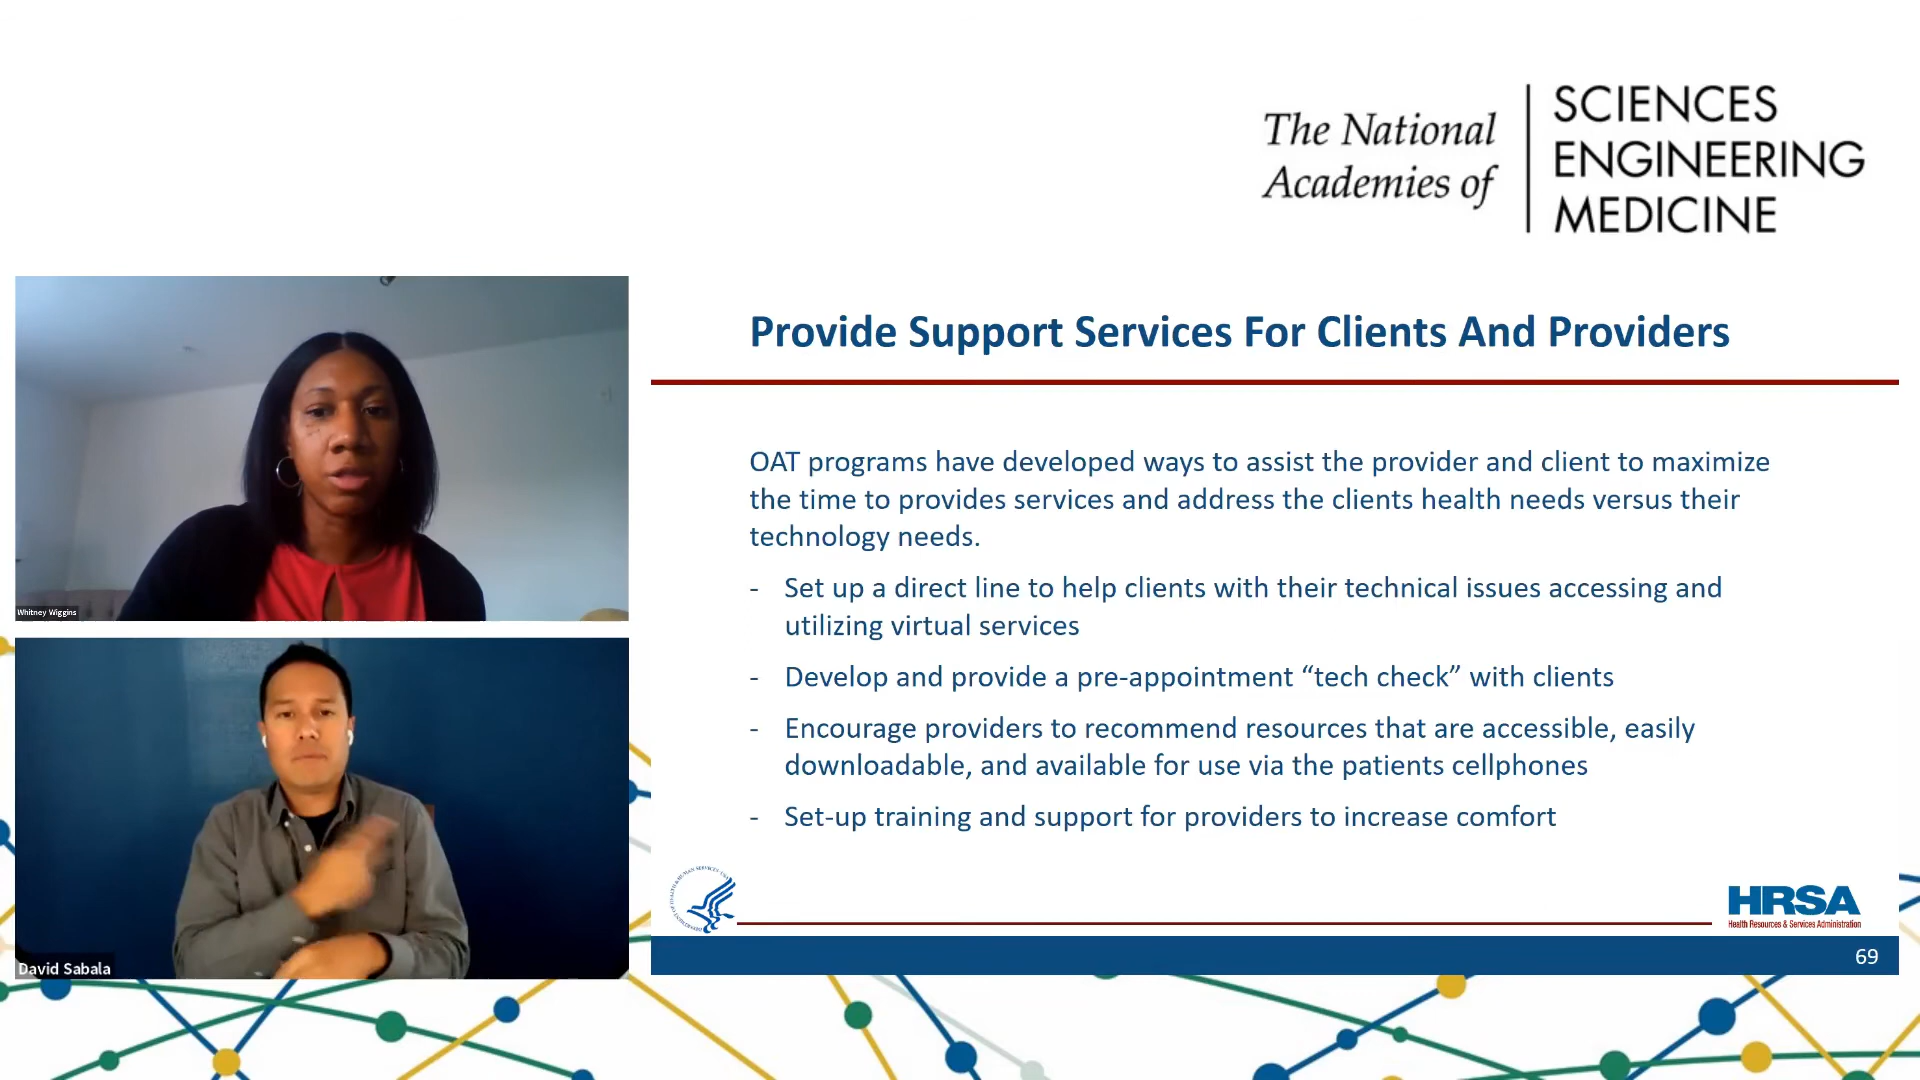 The National
Academies of
SCIENCES
ENGINEERING
MEDICINE
Whitney Wiggins
David Sabala
Provide Support Services For Clients And Providers
OAT programs have developed ways to assist the provider and client to maximize
the time to provides services and address the clients health needs versus their
technology needs.
- Set up a direct line to help clients with their technical issues accessing and
utilizing virtual services
- Develop and provide a pre-appointment “tech check” with clients
- Encourage providers to recommend resources that are accessible, easily
downloadable, and available for use via the patients cellphones
- Set-up training and support for providers to increase comfort
HRSA
Health Resources & Services Administration
69